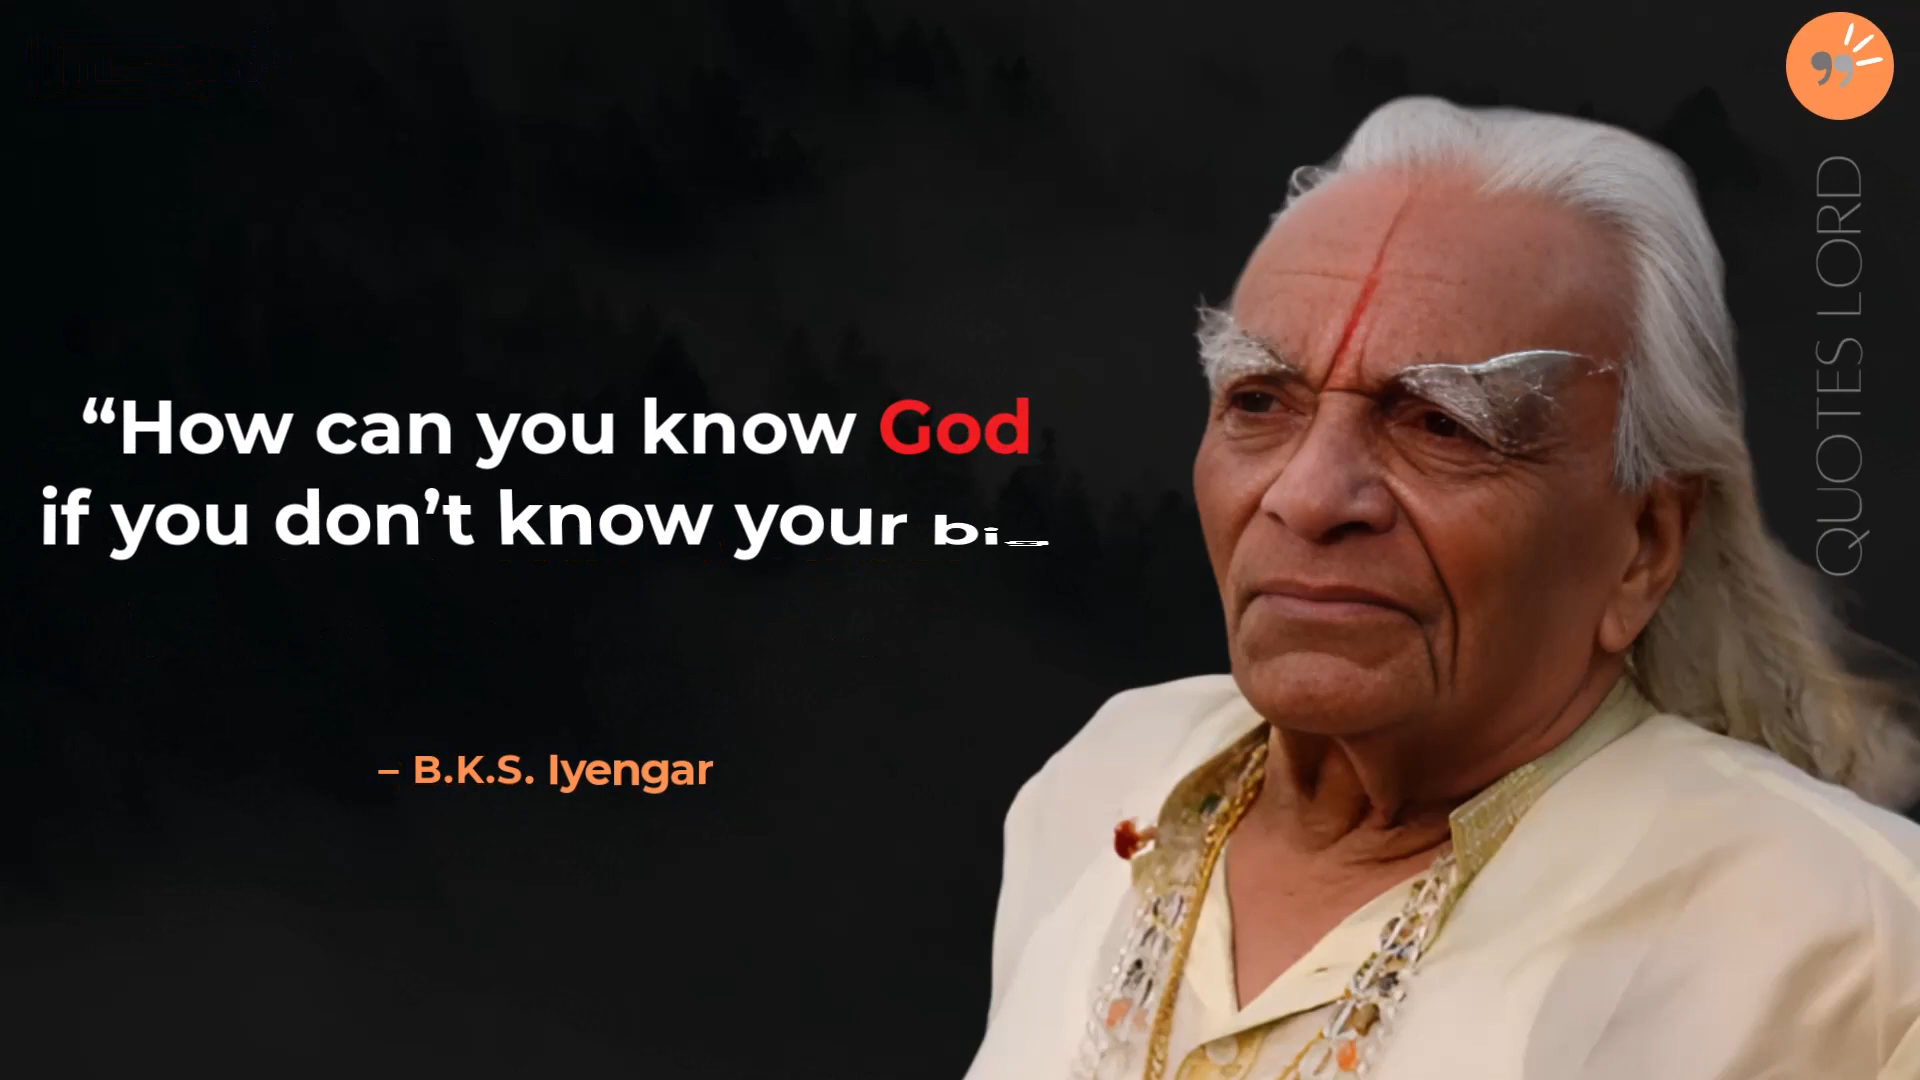 “How can you know God
if you don’t know your
– B.K.S. Iyengar
QUOTES LORD